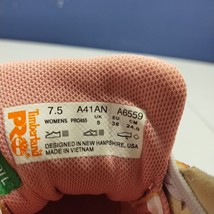 Timberland
PRO
7.5 A41AN A6559
WOMENS PRO485 UK EU CM
5 38 24.5
DESIGNED IN NEW HAMPSHIRE, USA
MADE IN VIETNAM